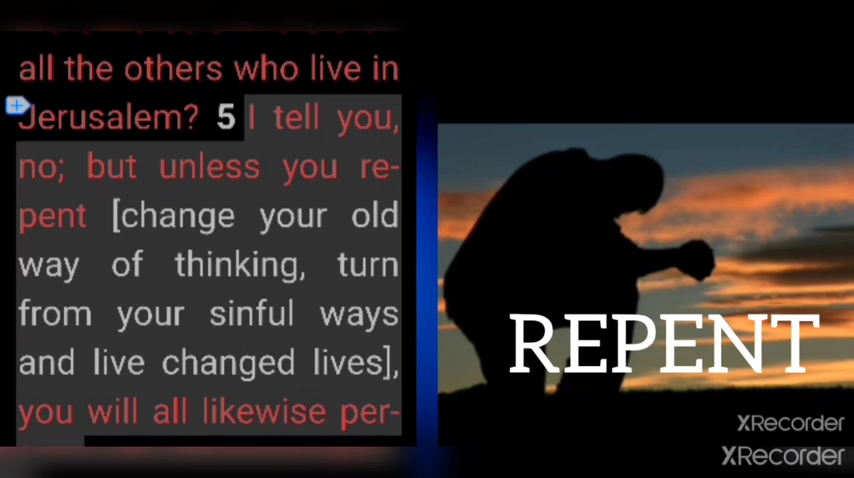 all the others who live in
Jerusalem? 5 I tell you,
no; but unless you re-
pent [change your old
way of thinking, turn
from your sinful ways
and live changed lives],
you will all likewise per-
REPENT
XRecorder
XRecorder